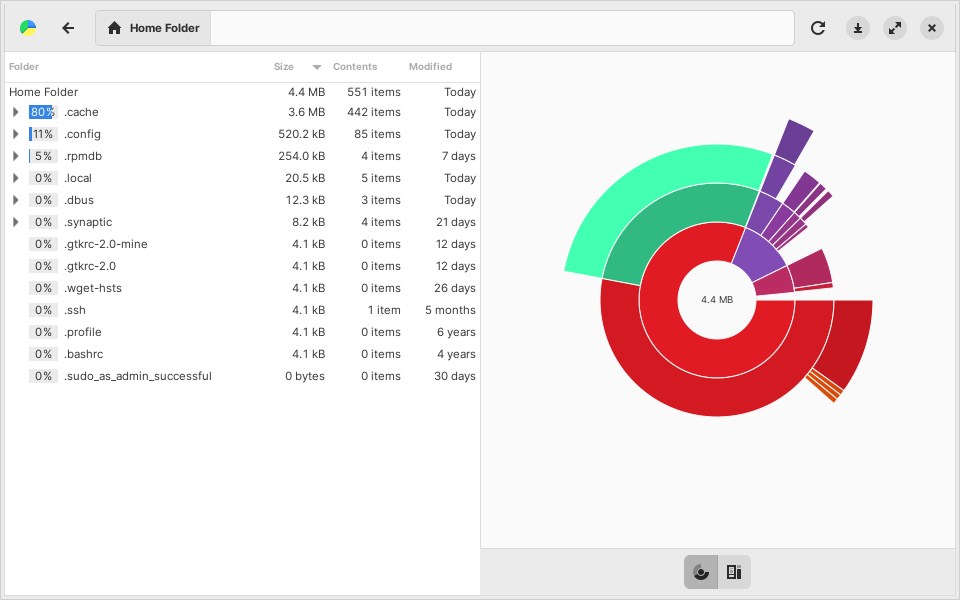 Home Folder
Folder Size Contents Modified
Home Folder 4.4 MB 551 items Today
80% .cache 3.6 MB 442 items Today
11% .config 520.2 kB 85 items Today
5% .rpmdb 254.0 kB 4 items 7 days
0% .local 20.5 kB 5 items Today
0% .dbus 12.3 kB 3 items Today
0% .synaptic 8.2 kB 4 items 21 days
0% .gtkrc-2.0-mine 4.1 kB 0 items 12 days
0% .gtkrc-2.0 4.1 kB 0 items 12 days
0% .wget-hsts 4.1 kB 0 items 26 days
0% .ssh 4.1 kB 1 item 5 months
0% .profile 4.1 kB 0 items 6 years
0% .bashrc 4.1 kB 0 items 4 years
0% .sudo_as_admin_successful 0 bytes 0 items 30 days
4.4 MB